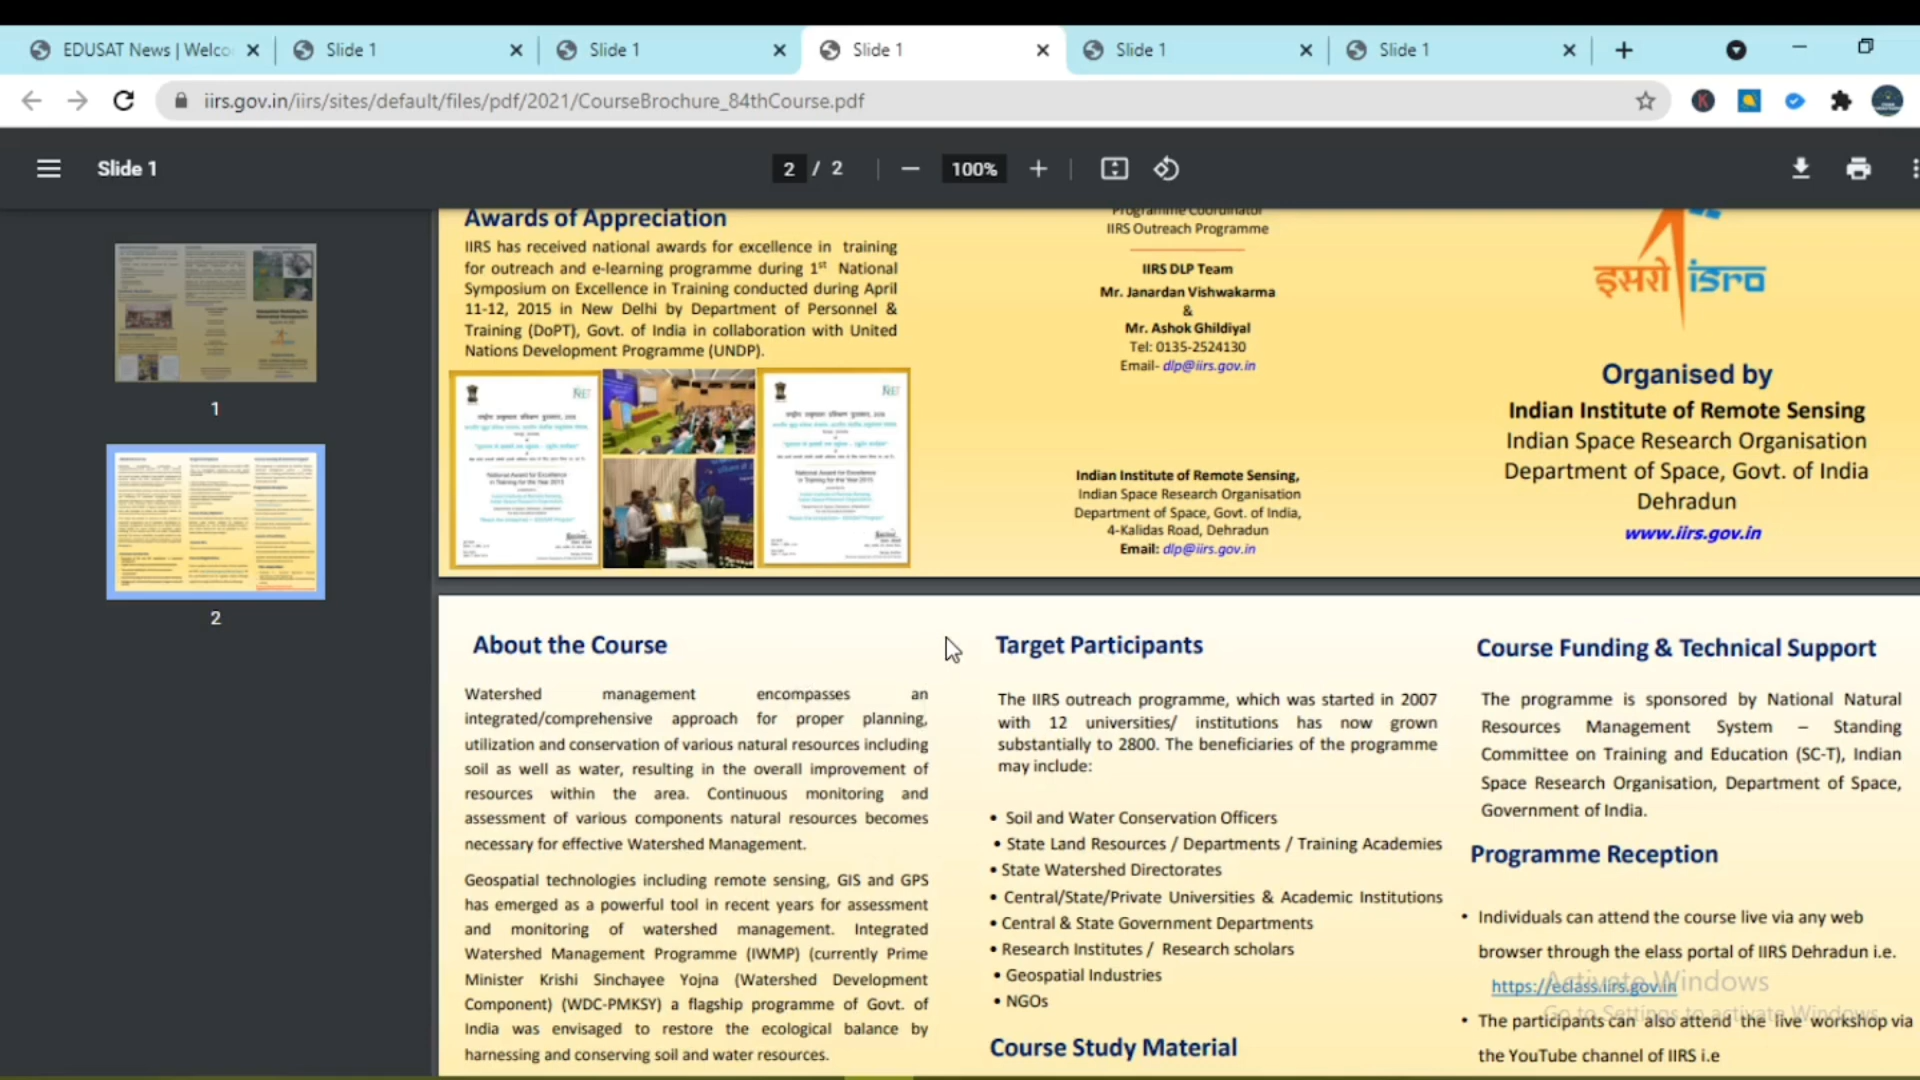 EDUSAT News | Welco
Slide 1
Slide 1
Slide 1
Slide 1
Slide 1
iirs.gov.in/iirs/sites/default/files/pdf/2021/CourseBrochure_84thCourse.pdf
Slide 1
2 / 2
100%
1
2
Awards of Appreciation
IIRS has received national awards for excellence in training
for outreach and e-learning programme during 1st National
Symposium on Excellence in Training conducted during April
11-12, 2015 in New Delhi by Department of Personnel &
Training (DoPT), Govt. of India in collaboration with United
Nations Development Programme (UNDP).
Programme Coordinator
IIRS Outreach Programme
IIRS DLP Team
Mr. Janardan Vishwakarma
&
Mr. Ashok Ghildiyal
Tel: 0135-2524130
Email- dlp@iirs.gov.in
Indian Institute of Remote Sensing,
Indian Space Research Organisation
Department of Space, Govt. of India,
4-Kalidas Road, Dehradun
Email: dlp@iirs.gov.in
इसरो isro
Organised by
Indian Institute of Remote Sensing
Indian Space Research Organisation
Department of Space, Govt. of India
Dehradun
www.iirs.gov.in
About the Course
Watershed management encompasses an
integrated/comprehensive approach for proper planning,
utilization and conservation of various natural resources including
soil as well as water, resulting in the overall improvement of
resources within the area. Continuous monitoring and
assessment of various components natural resources becomes
necessary for effective Watershed Management.
Geospatial technologies including remote sensing, GIS and GPS
has emerged as a powerful tool in recent years for assessment
and monitoring of watershed management. Integrated
Watershed Management Programme (IWMP) (currently Prime
Minister Krishi Sinchayee Yojna (Watershed Development
Component) (WDC-PMKSY) a flagship programme of Govt. of
India was envisaged to restore the ecological balance by
harnessing and conserving soil and water resources.
Target Participants
The IIRS outreach programme, which was started in 2007
with 12 universities/ institutions has now grown
substantially to 2800. The beneficiaries of the programme
may include:
• Soil and Water Conservation Officers
• State Land Resources / Departments / Training Academies
• State Watershed Directorates
• Central/State/Private Universities & Academic Institutions
• Central & State Government Departments
• Research Institutes / Research scholars
• Geospatial Industries
• NGOs
Course Study Material
Course Funding & Technical Support
The programme is sponsored by National Natural
Resources Management System – Standing
Committee on Training and Education (SC-T), Indian
Space Research Organisation, Department of Space,
Government of India.
Programme Reception
• Individuals can attend the course live via any web
browser through the elass portal of IIRS Dehradun i.e.
https://eclass.iirs.gov.in
• The participants can also attend the live workshop via
the YouTube channel of IIRS i.e
Activate Windows
Go to Settings to activate Windows.